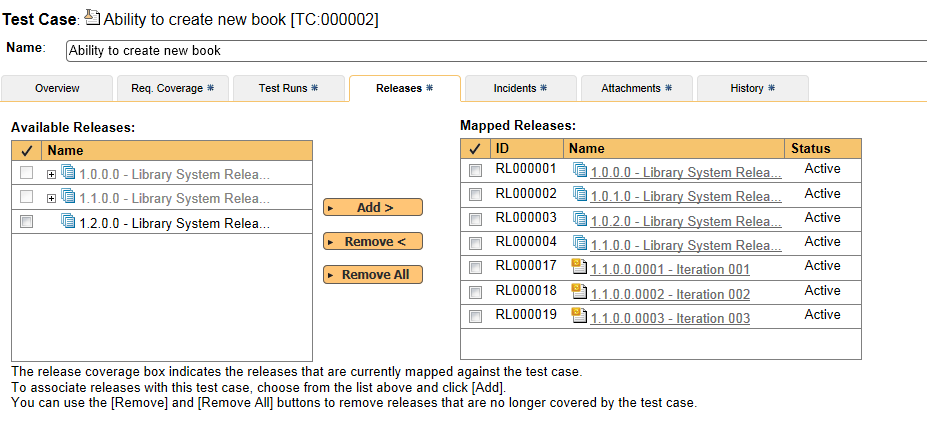 Test Case: Ability to create new book [TC:000002]
Name: Ability to create new book
Overview Req. Coverage * Test Runs * Releases * Incidents * Attachments * History *
Available Releases:
Name
1.0.0.0 - Library System Relea...
1.1.0.0 - Library System Relea...
1.2.0.0 - Library System Relea...
Add >
Remove <
Remove All
Mapped Releases:
ID Name Status
RL000001 1.0.0.0 - Library System Relea... Active
RL000002 1.0.1.0 - Library System Relea... Active
RL000003 1.0.2.0 - Library System Relea... Active
RL000004 1.1.0.0 - Library System Relea... Active
RL000017 1.1.0.0.0001 - Iteration 001 Active
RL000018 1.1.0.0.0002 - Iteration 002 Active
RL000019 1.1.0.0.0003 - Iteration 003 Active
The release coverage box indicates the releases that are currently mapped against the test case.
To associate releases with this test case, choose from the list above and click [Add].
You can use the [Remove] and [Remove All] buttons to remove releases that are no longer covered by the test case.